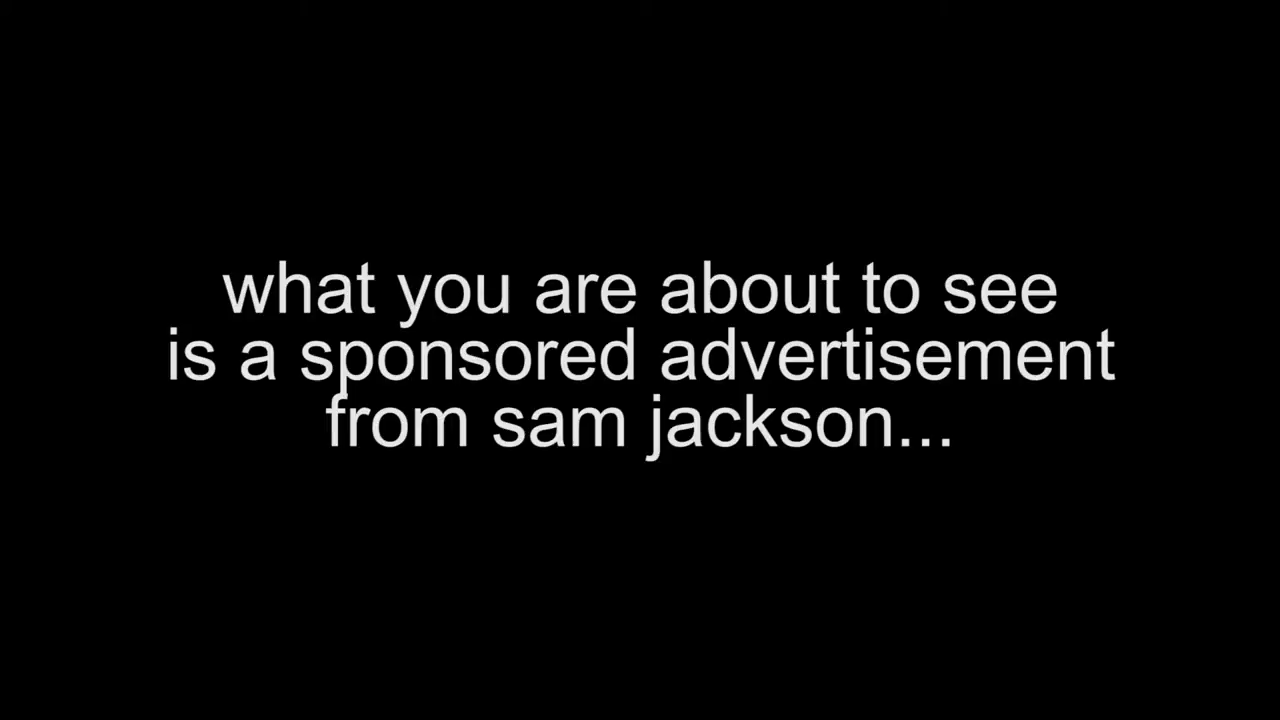 what you are about to see
is a sponsored advertisement
from sam jackson...